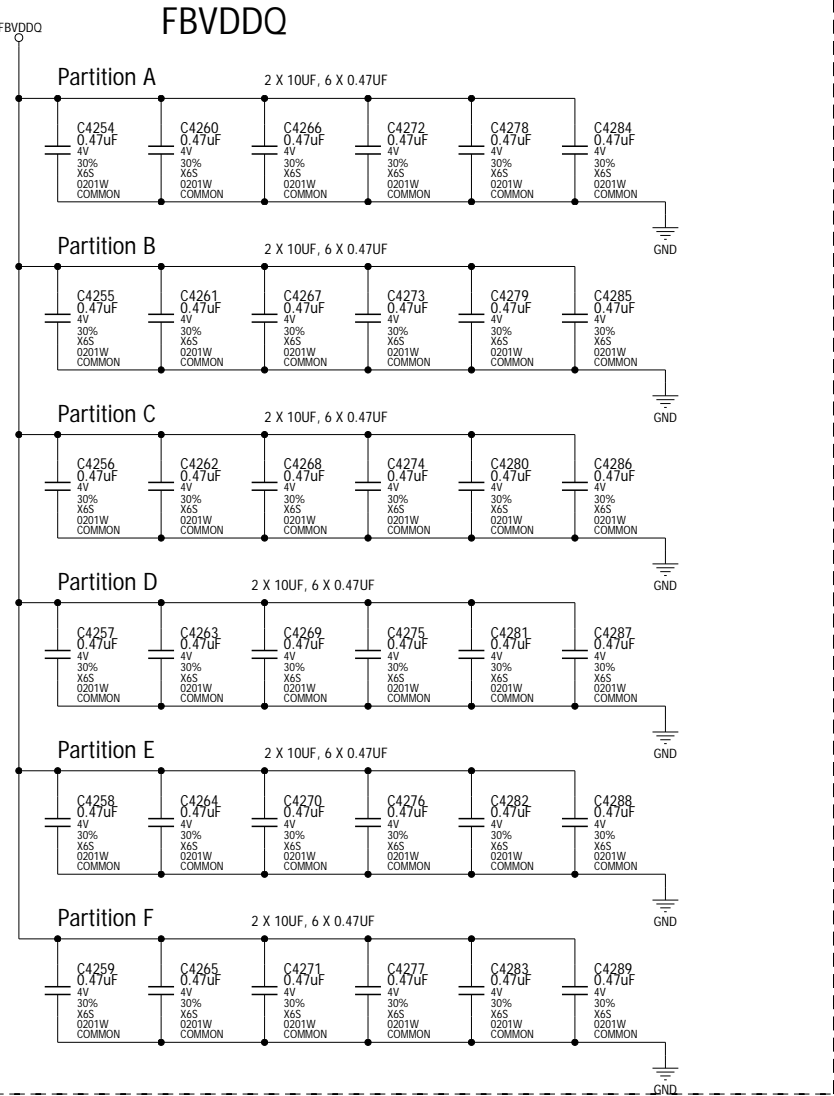 FBVDDQ
FBVDDQ
Partition A 2 X 10UF, 6 X 0.47UF
C4254 C4260 C4266 C4272 C4278 C4284
0.47uF 0.47uF 0.47uF 0.47uF 0.47uF 0.47uF
4V 4V 4V 4V 4V 4V
30% 30% 30% 30% 30% 30%
X6S X6S X6S X6S X6S X6S
0201W 0201W 0201W 0201W 0201W 0201W
COMMON COMMON COMMON COMMON COMMON COMMON
GND
Partition B 2 X 10UF, 6 X 0.47UF
C4255 C4261 C4267 C4273 C4279 C4285
0.47uF 0.47uF 0.47uF 0.47uF 0.47uF 0.47uF
4V 4V 4V 4V 4V 4V
30% 30% 30% 30% 30% 30%
X6S X6S X6S X6S X6S X6S
0201W 0201W 0201W 0201W 0201W 0201W
COMMON COMMON COMMON COMMON COMMON COMMON
GND
Partition C 2 X 10UF, 6 X 0.47UF
C4256 C4262 C4268 C4274 C4280 C4286
0.47uF 0.47uF 0.47uF 0.47uF 0.47uF 0.47uF
4V 4V 4V 4V 4V 4V
30% 30% 30% 30% 30% 30%
X6S X6S X6S X6S X6S X6S
0201W 0201W 0201W 0201W 0201W 0201W
COMMON COMMON COMMON COMMON COMMON COMMON
GND
Partition D 2 X 10UF, 6 X 0.47UF
C4257 C4263 C4269 C4275 C4281 C4287
0.47uF 0.47uF 0.47uF 0.47uF 0.47uF 0.47uF
4V 4V 4V 4V 4V 4V
30% 30% 30% 30% 30% 30%
X6S X6S X6S X6S X6S X6S
0201W 0201W 0201W 0201W 0201W 0201W
COMMON COMMON COMMON COMMON COMMON COMMON
GND
Partition E 2 X 10UF, 6 X 0.47UF
C4258 C4264 C4270 C4276 C4282 C4288
0.47uF 0.47uF 0.47uF 0.47uF 0.47uF 0.47uF
4V 4V 4V 4V 4V 4V
30% 30% 30% 30% 30% 30%
X6S X6S X6S X6S X6S X6S
0201W 0201W 0201W 0201W 0201W 0201W
COMMON COMMON COMMON COMMON COMMON COMMON
GND
Partition F 2 X 10UF, 6 X 0.47UF
C4259 C4265 C4271 C4277 C4283 C4289
0.47uF 0.47uF 0.47uF 0.47uF 0.47uF 0.47uF
4V 4V 4V 4V 4V 4V
30% 30% 30% 30% 30% 30%
X6S X6S X6S X6S X6S X6S
0201W 0201W 0201W 0201W 0201W 0201W
COMMON COMMON COMMON COMMON COMMON COMMON
GND